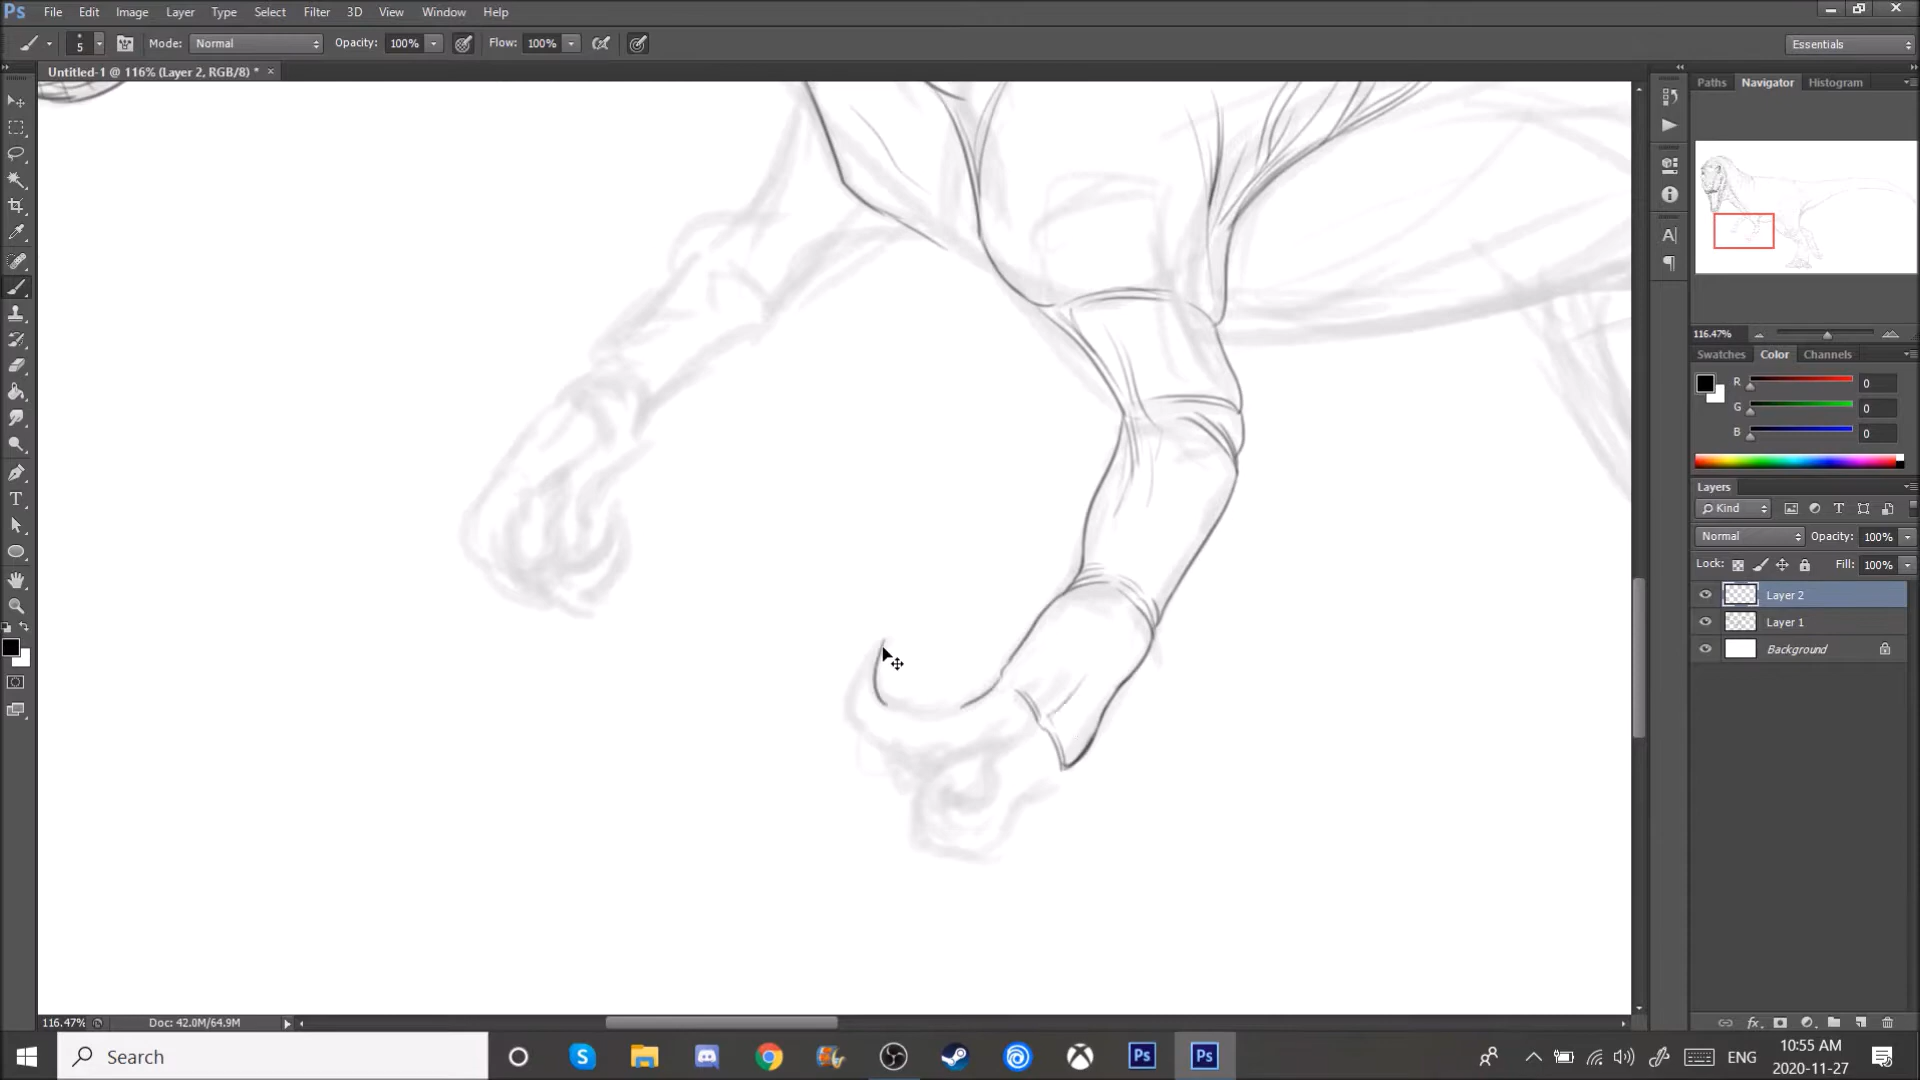 Ps File Edit Image Layer Type Select Filter 3D View Window Help
5 Mode: Normal Opacity: 100% Flow: 100% Essentials
Untitled-1 @ 116% (Layer 2, RGB/8) * ×
Paths Navigator Histogram
116.47%
Swatches Color Channels
R 0
G 0
B 0
Layers
Kind
Normal Opacity: 100%
Lock: Fill: 100%
Layer 2
Layer 1
Background
116.47% Doc: 42.0M/64.9M
Search
ENG
10:55 AM
2020-11-27